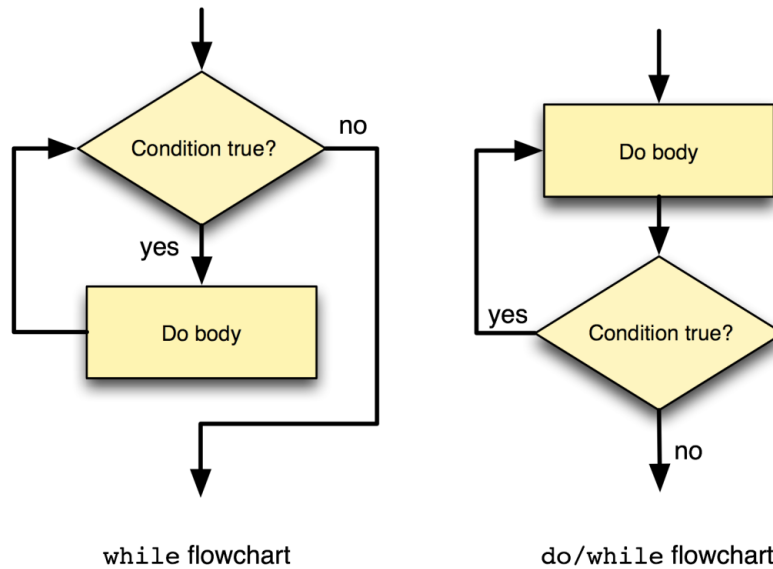 Condition true?
no
yes
Do body
while flowchart
Do body
Condition true?
yes
no
do/while flowchart